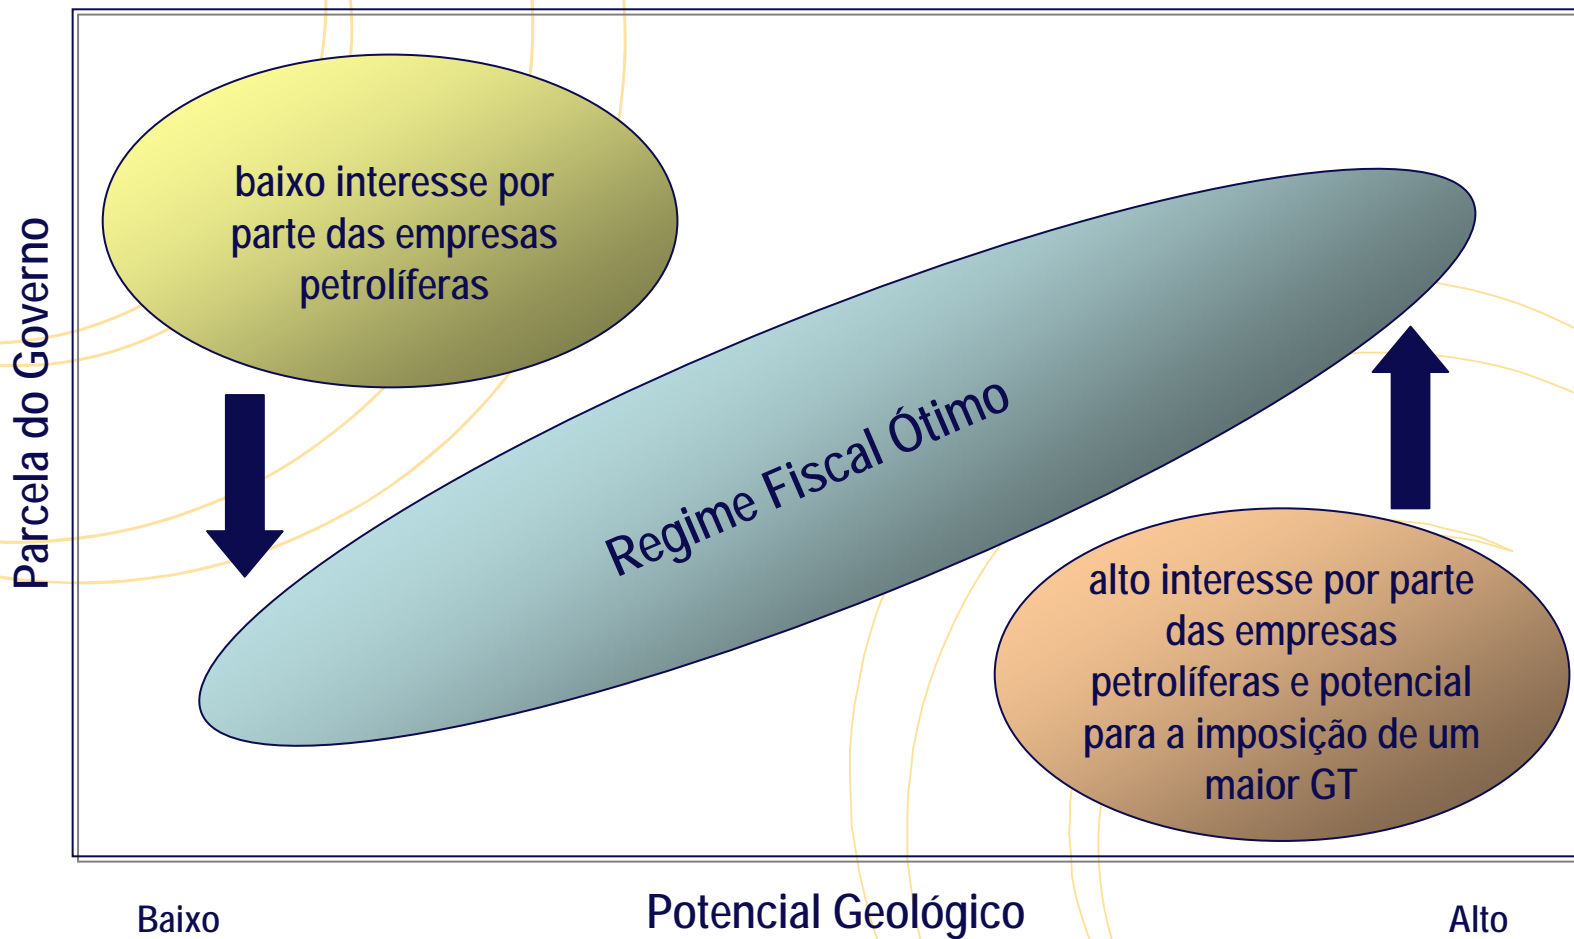 baixo interesse por
parte das empresas
petrolíferas
Parcela do Governo
Regime Fiscal Ótimo
alto interesse por parte
das empresas
petrolíferas e potencial
para a imposição de um
maior GT
Baixo
Potencial Geológico
Alto